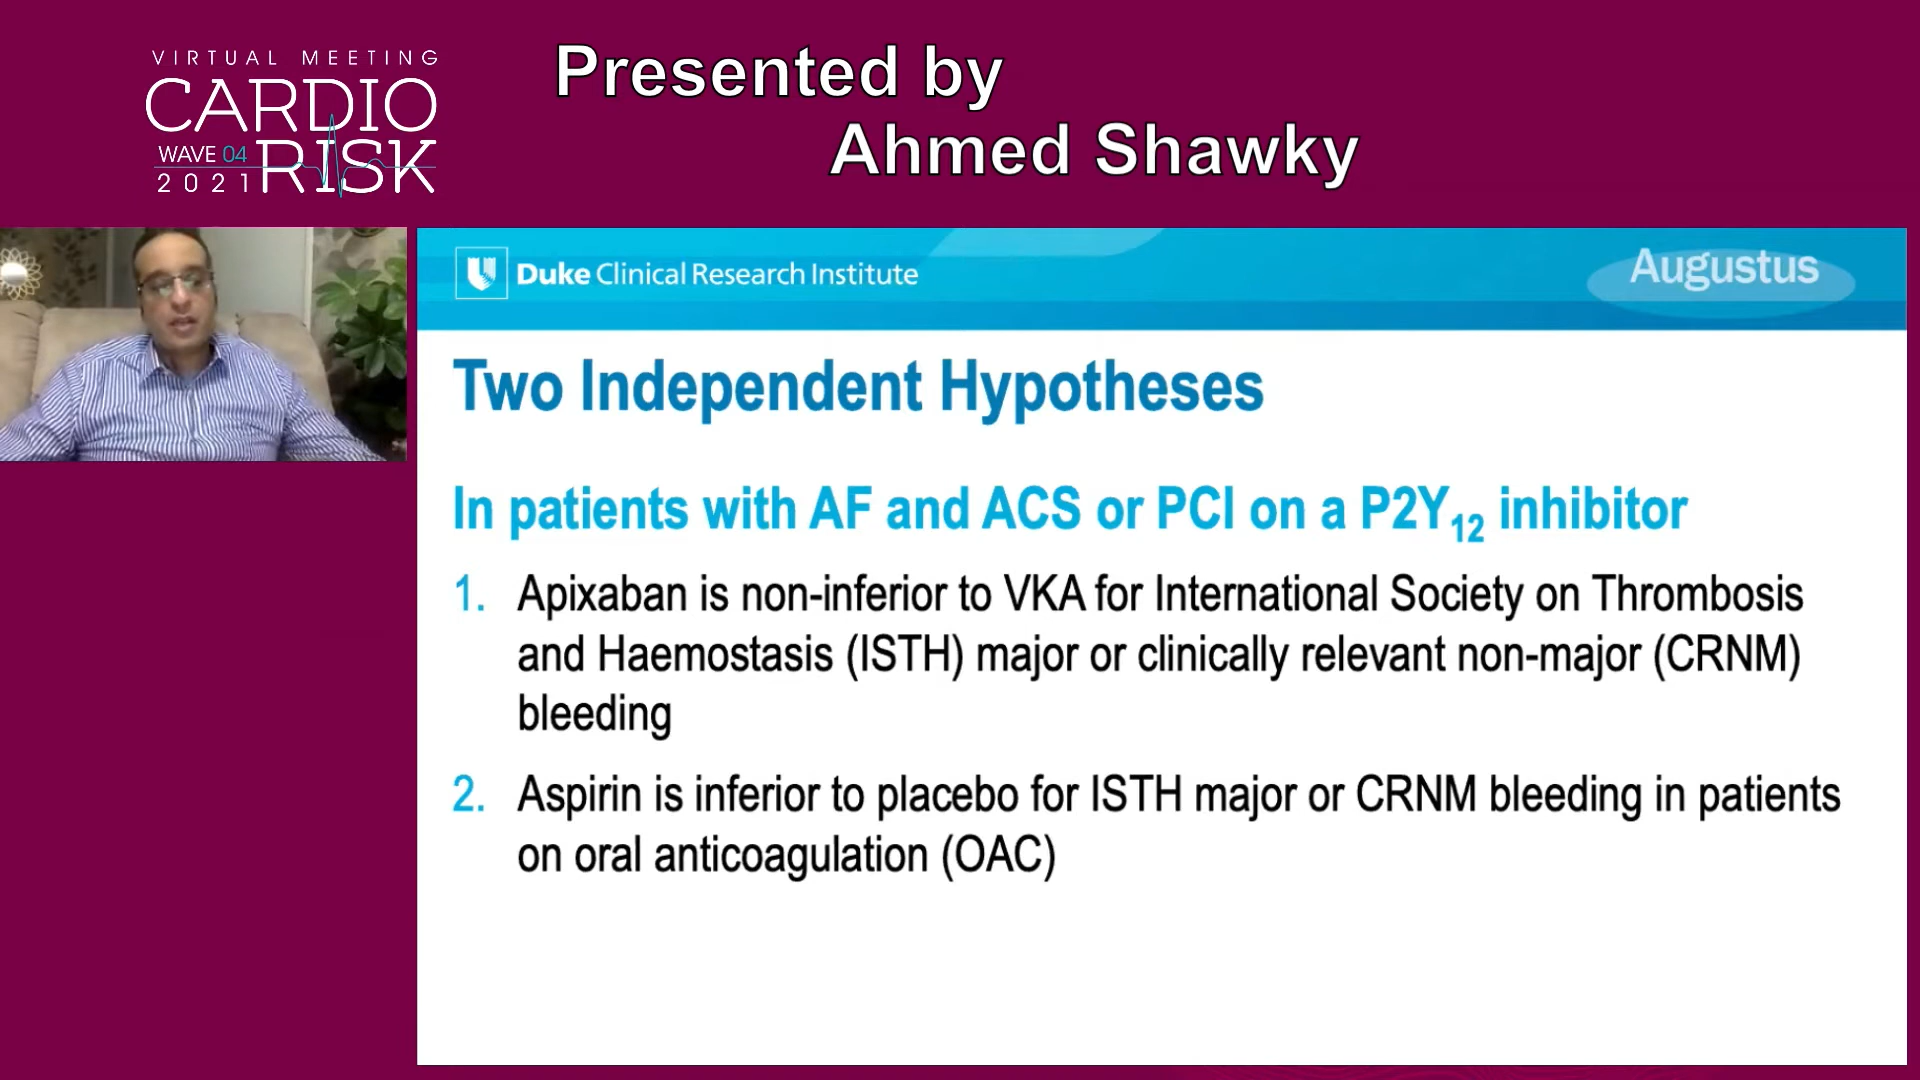 VIRTUAL MEETING
CARDIO
WAVE 04
RISK
2021
Presented by
Ahmed Shawky
Duke Clinical Research Institute
Augustus
Two Independent Hypotheses
In patients with AF and ACS or PCI on a P2Y12 inhibitor
1. Apixaban is non-inferior to VKA for International Society on Thrombosis
and Haemostasis (ISTH) major or clinically relevant non-major (CRNM)
bleeding
2. Aspirin is inferior to placebo for ISTH major or CRNM bleeding in patients
on oral anticoagulation (OAC)